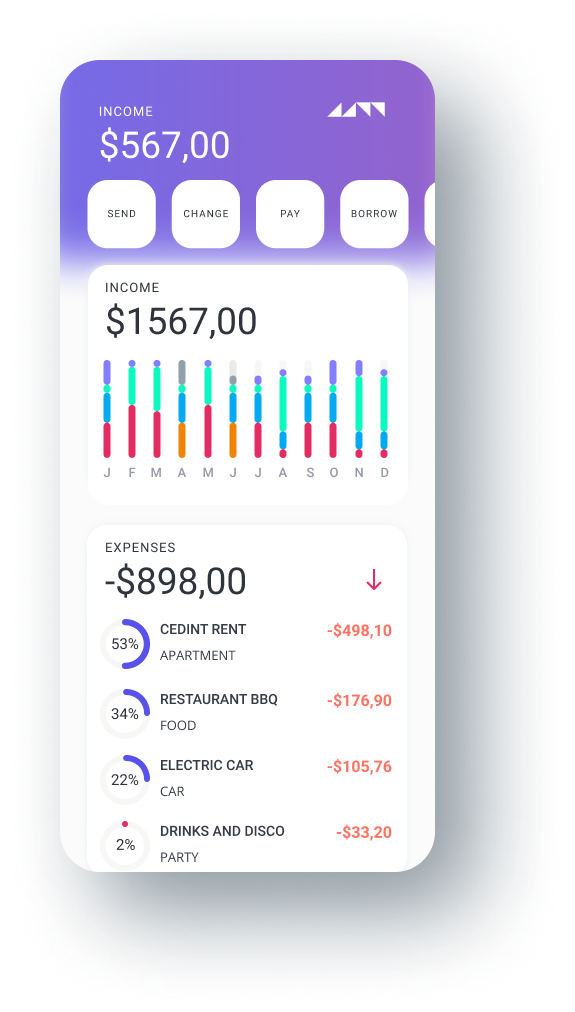 INCOME
$567,00
SEND CHANGE PAY BORROW
INCOME
$1567,00
J F M A M J J A S O N D
EXPENSES
-$898,00
53% CEDINT RENT -$498,10
APARTMENT
34% RESTAURANT BBQ -$176,90
FOOD
22% ELECTRIC CAR -$105,76
CAR
2% DRINKS AND DISCO -$33,20
PARTY